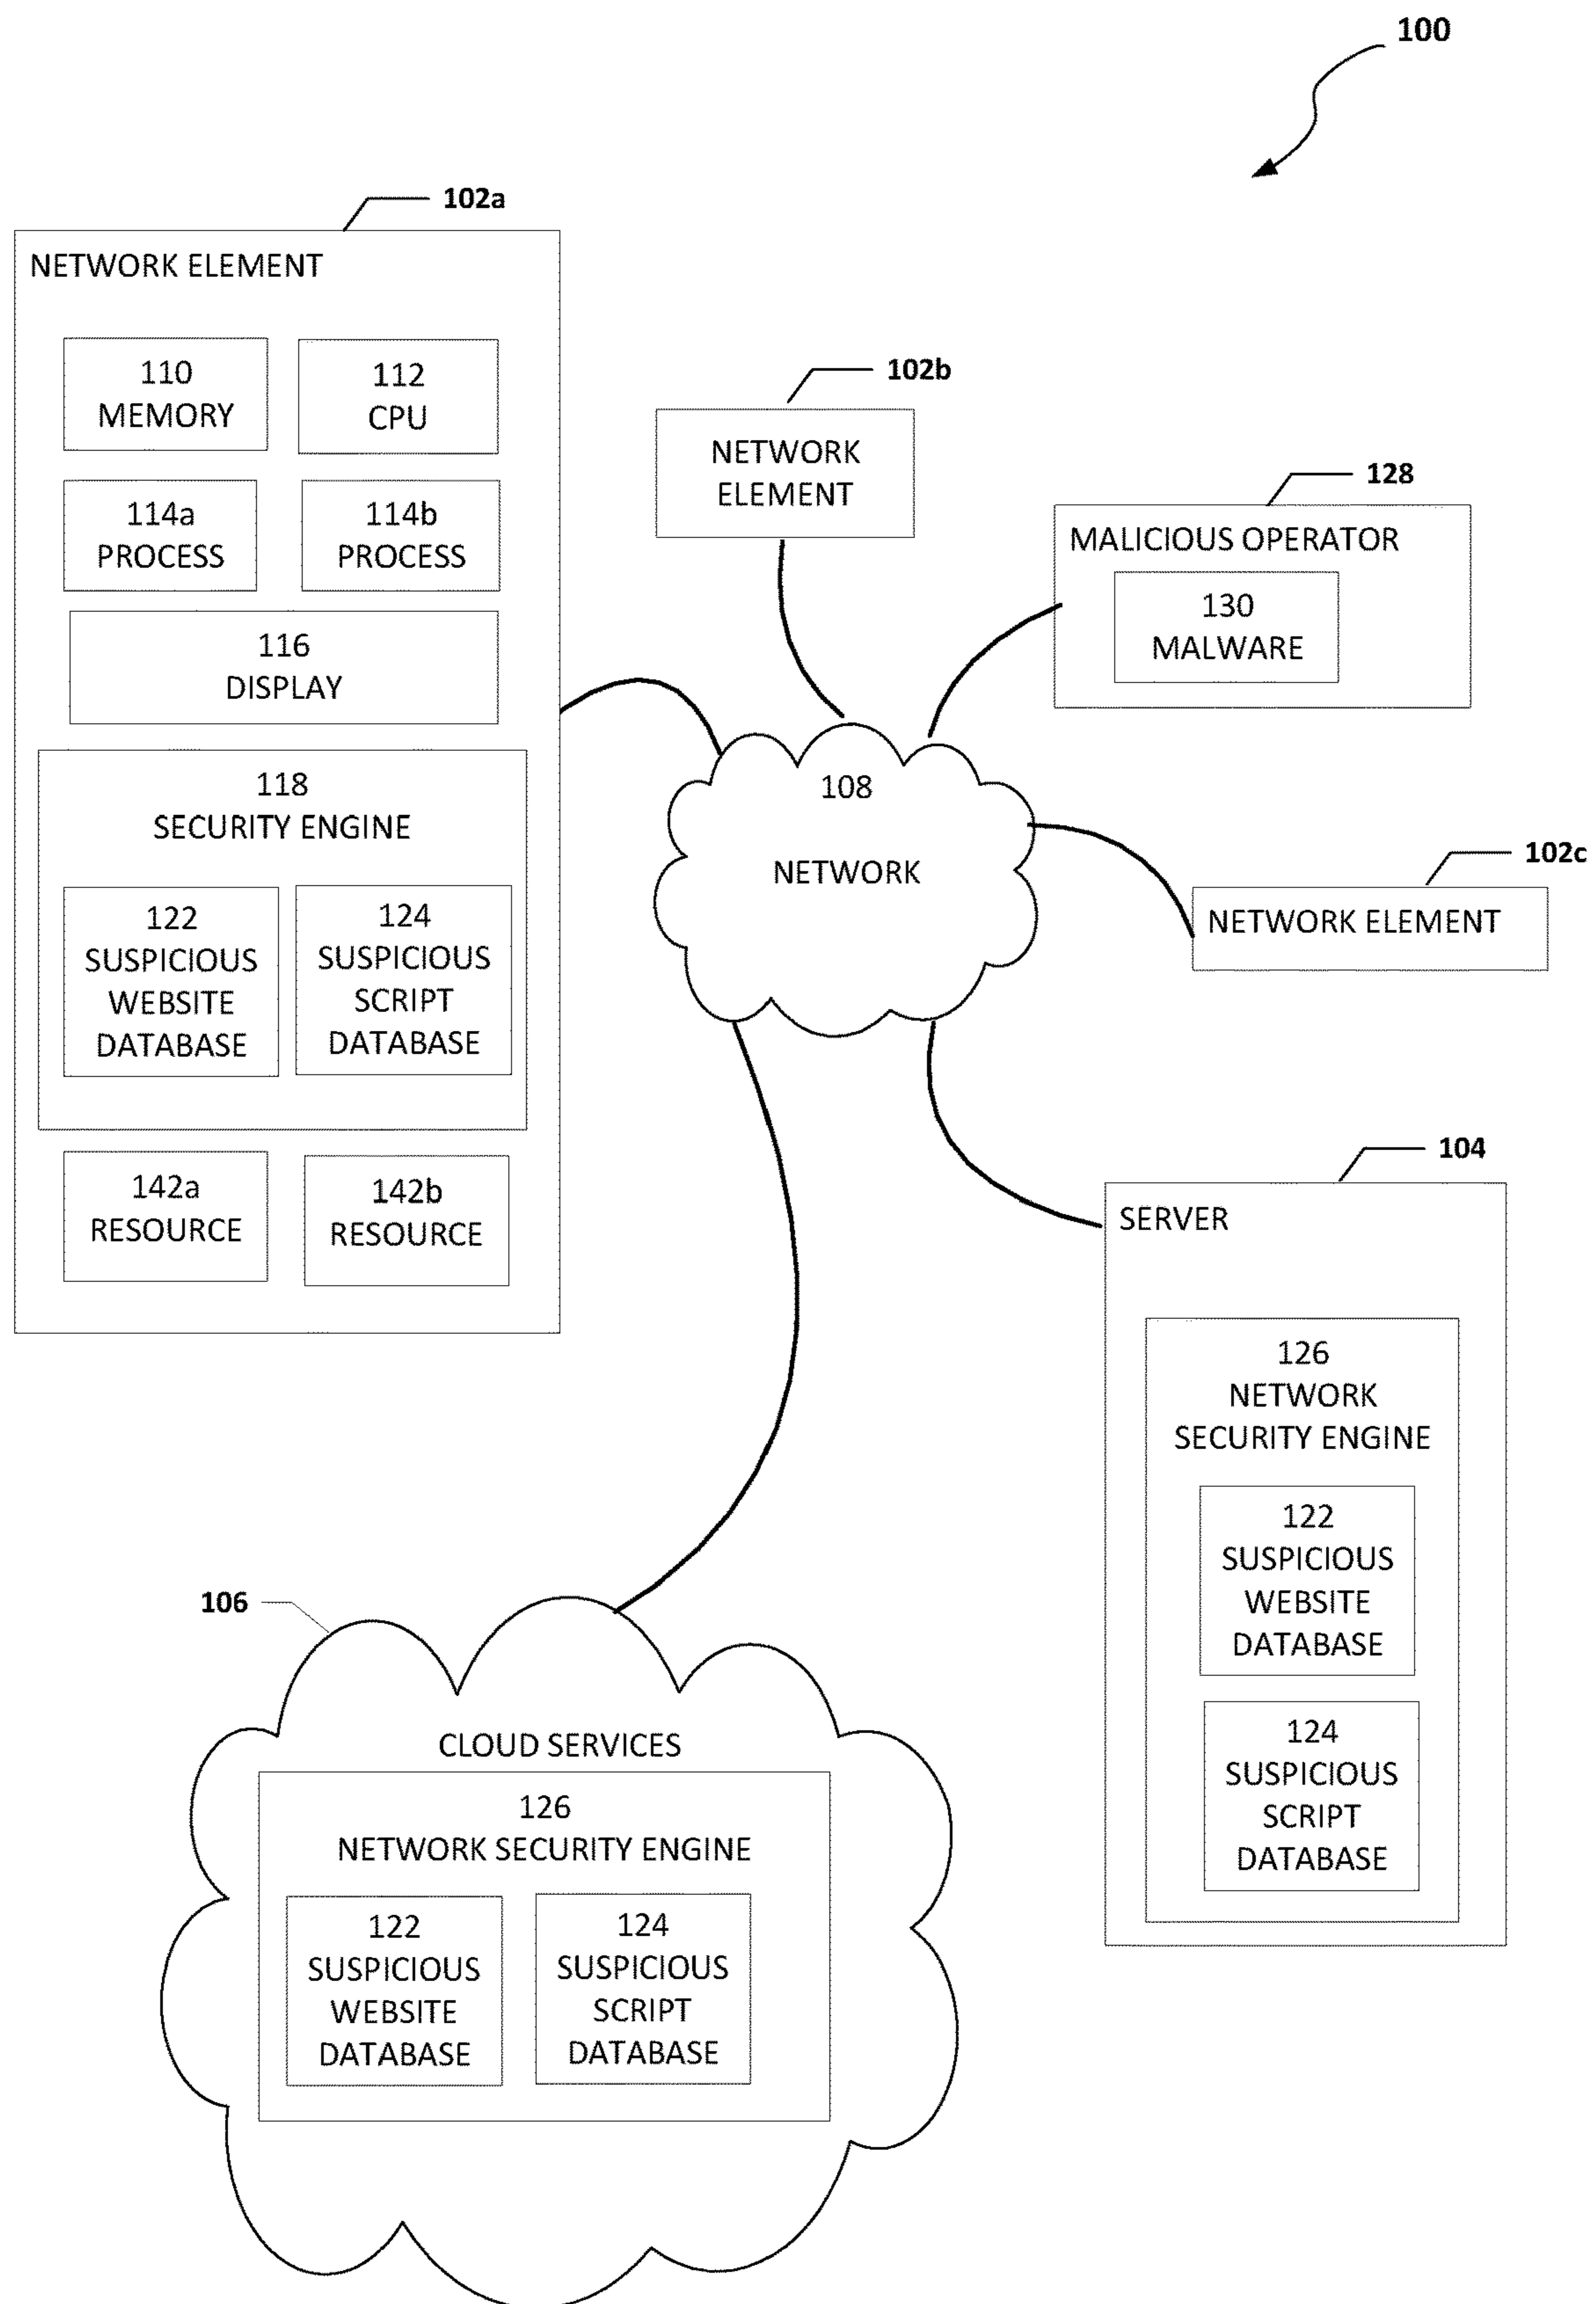 100
102a
NETWORK ELEMENT
110
MEMORY
112
CPU
114a
PROCESS
114b
PROCESS
116
DISPLAY
118
SECURITY ENGINE
122
SUSPICIOUS
WEBSITE
DATABASE
124
SUSPICIOUS
SCRIPT
DATABASE
142a
RESOURCE
142b
RESOURCE
102b
NETWORK
ELEMENT
128
MALICIOUS OPERATOR
130
MALWARE
108
NETWORK
102c
NETWORK ELEMENT
104
SERVER
126
NETWORK
SECURITY ENGINE
122
SUSPICIOUS
WEBSITE
DATABASE
124
SUSPICIOUS
SCRIPT
DATABASE
106
CLOUD SERVICES
126
NETWORK SECURITY ENGINE
122
SUSPICIOUS
WEBSITE
DATABASE
124
SUSPICIOUS
SCRIPT
DATABASE